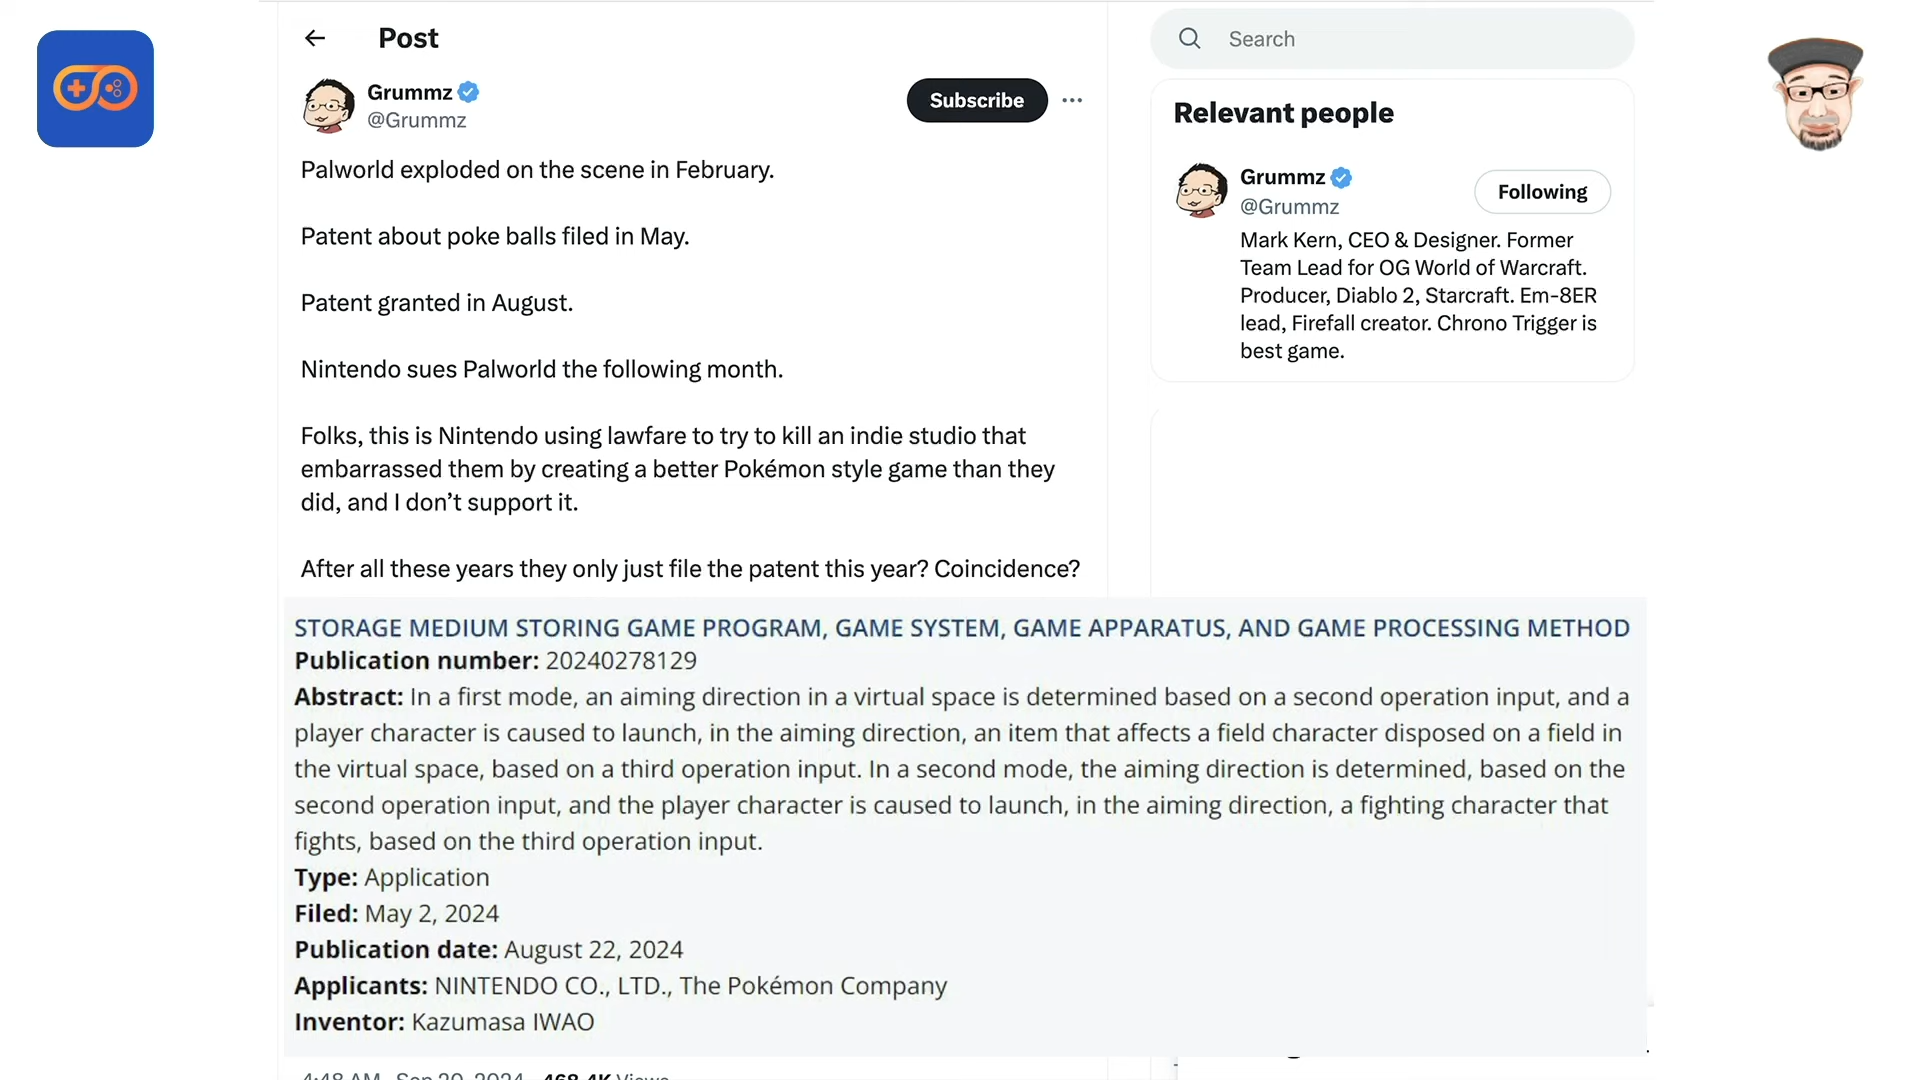 Post
Grummz
@Grummz
Subscribe
Palworld exploded on the scene in February.
Patent about poke balls filed in May.
Patent granted in August.
Nintendo sues Palworld the following month.
Folks, this is Nintendo using lawfare to try to kill an indie studio that
embarrassed them by creating a better Pokémon style game than they
did, and I don’t support it.
After all these years they only just file the patent this year? Coincidence?
Search
Relevant people
Grummz
@Grummz
Following
Mark Kern, CEO & Designer. Former
Team Lead for OG World of Warcraft.
Producer, Diablo 2, Starcraft. Em-8ER
lead, Firefall creator. Chrono Trigger is
best game.
STORAGE MEDIUM STORING GAME PROGRAM, GAME SYSTEM, GAME APPARATUS, AND GAME PROCESSING METHOD
Publication number: 20240278129
Abstract: In a first mode, an aiming direction in a virtual space is determined based on a second operation input, and a
player character is caused to launch, in the aiming direction, an item that affects a field character disposed on a field in
the virtual space, based on a third operation input. In a second mode, the aiming direction is determined, based on the
second operation input, and the player character is caused to launch, in the aiming direction, a fighting character that
fights, based on the third operation input.
Type: Application
Filed: May 2, 2024
Publication date: August 22, 2024
Applicants: NINTENDO CO., LTD., The Pokémon Company
Inventor: Kazumasa IWAO
4:48 AM Sep 20, 2024 468.4K Views